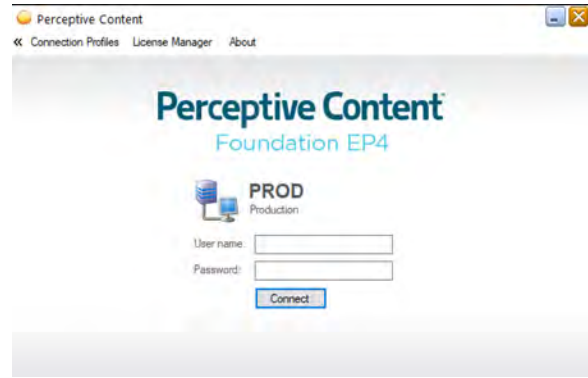 Perceptive Content
« Connection Profiles License Manager About
Perceptive Content
Foundation EP4
PROD
Production
User name:
Password:
Connect